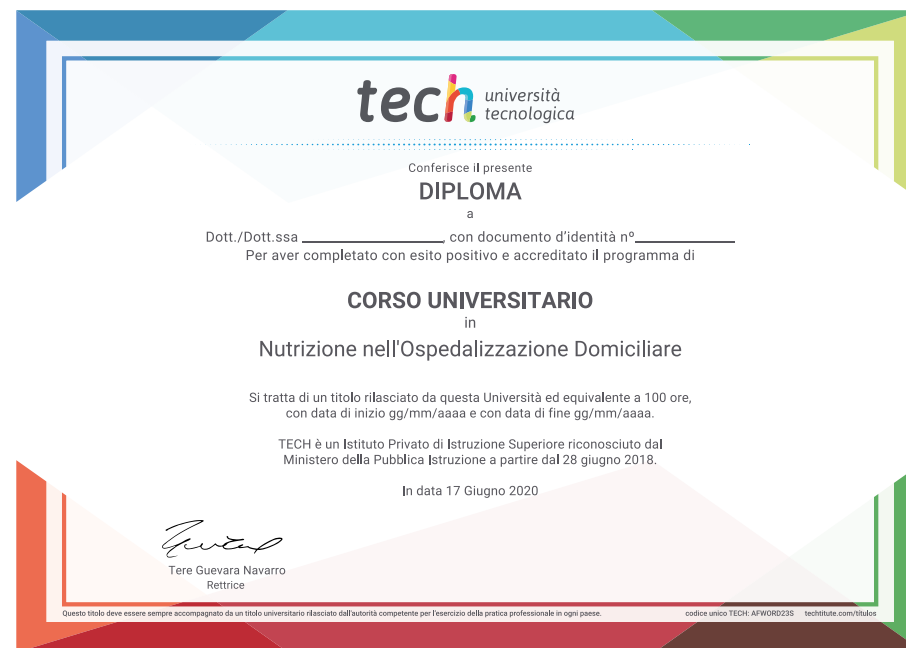 tech università
tecnologica
Conferisce il presente
DIPLOMA
a
Dott./Dott.ssa ____________________, con documento d'identità nº______________
Per aver completato con esito positivo e accreditato il programma di
CORSO UNIVERSITARIO
in
Nutrizione nell'Ospedalizzazione Domiciliare
Si tratta di un titolo rilasciato da questa Università ed equivalente a 100 ore,
con data di inizio gg/mm/aaaa e con data di fine gg/mm/aaaa.
TECH è un Istituto Privato di Istruzione Superiore riconosciuto dal
Ministero della Pubblica Istruzione a partire dal 28 giugno 2018.
In data 17 Giugno 2020
Tere Guevara Navarro
Rettrice
Questo titolo deve essere sempre accompagnato da un titolo universitario rilasciato dall'autorità competente per l'esercizio della pratica professionale in ogni paese. codice unico TECH: AFWORD23S techtitute.com/títulos